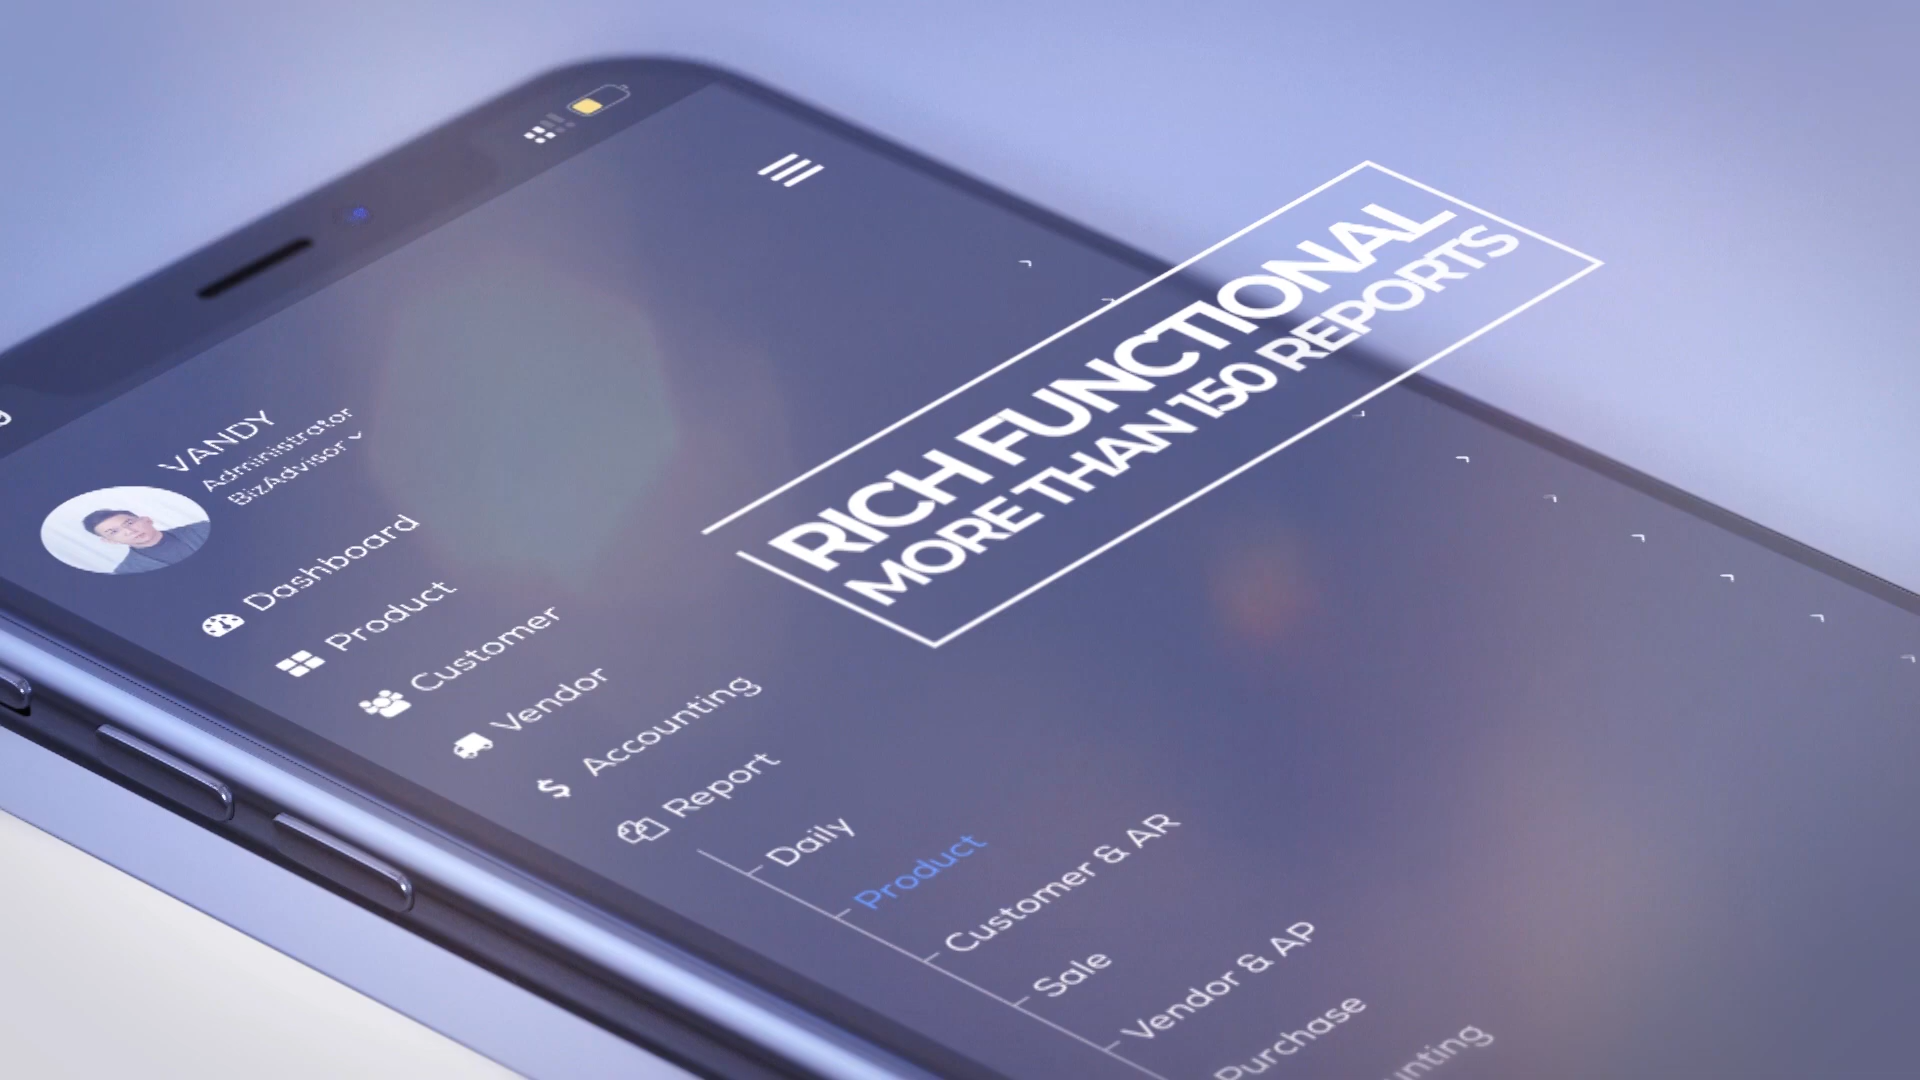 VANDY
Administrator
BizAdvisor
Dashboard
Product
Customer
Vendor
Accounting
Report
Daily
Product
Customer & AR
Sale
Vendor & AP
Purchase
RICH FUNCTIONAL
MORE THAN 150 REPORTS